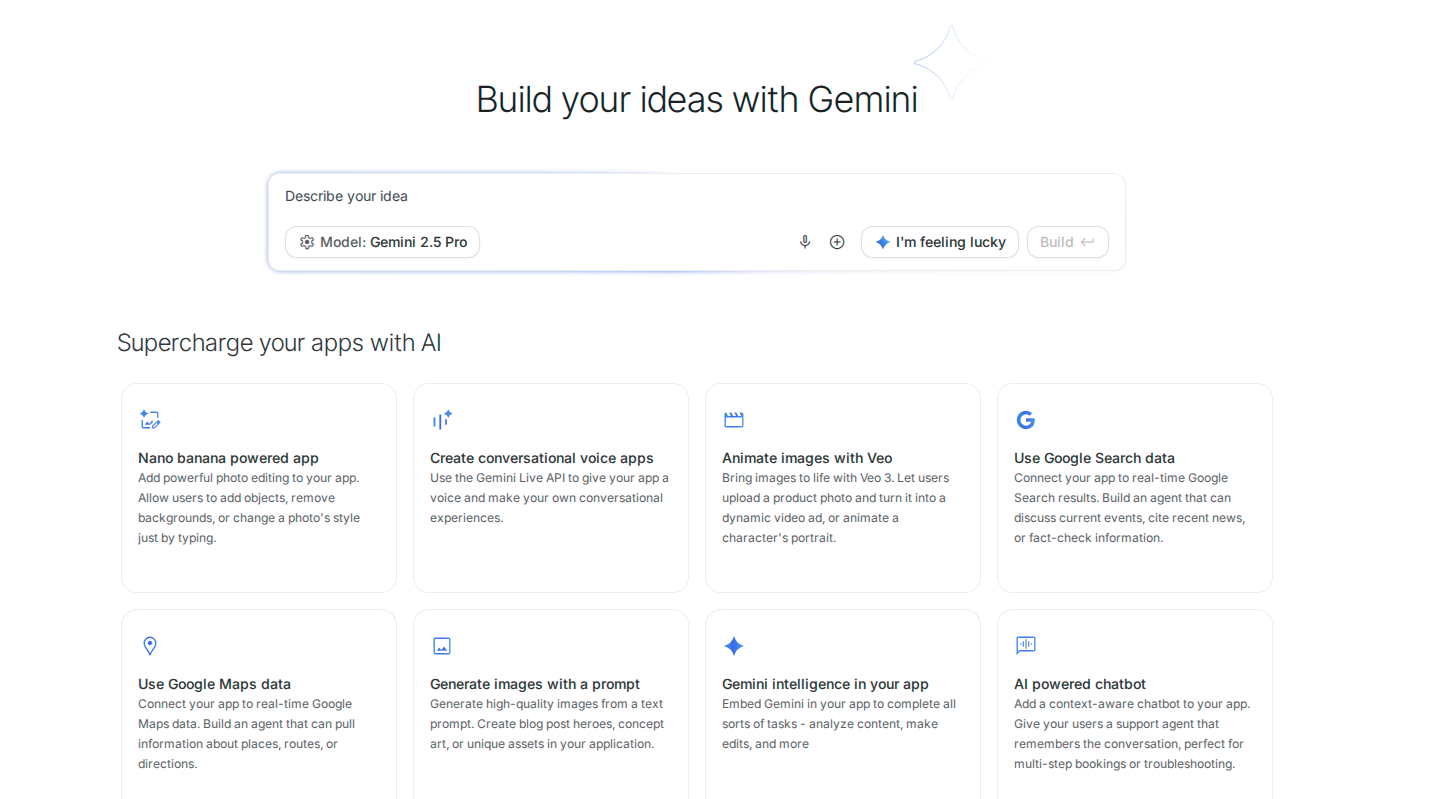 Build your ideas with Gemini
Describe your idea
Model: Gemini 2.5 Pro
I'm feeling lucky
Build
Supercharge your apps with AI
Nano banana powered app
Add powerful photo editing to your app.
Allow users to add objects, remove
backgrounds, or change a photo's style
just by typing.
Create conversational voice apps
Use the Gemini Live API to give your app a
voice and make your own conversational
experiences.
Animate images with Veo
Bring images to life with Veo 3. Let users
upload a product photo and turn it into a
dynamic video ad, or animate a
character's portrait.
Use Google Search data
Connect your app to real-time Google
Search results. Build an agent that can
discuss current events, cite recent news,
or fact-check information.
Use Google Maps data
Connect your app to real-time Google
Maps data. Build an agent that can pull
information about places, routes, or
directions.
Generate images with a prompt
Generate high-quality images from a text
prompt. Create blog post heroes, concept
art, or unique assets in your application.
Gemini intelligence in your app
Embed Gemini in your app to complete all
sorts of tasks - analyze content, make
edits, and more
AI powered chatbot
Add a context-aware chatbot to your app.
Give your users a support agent that
remembers the conversation, perfect for
multi-step bookings or troubleshooting.